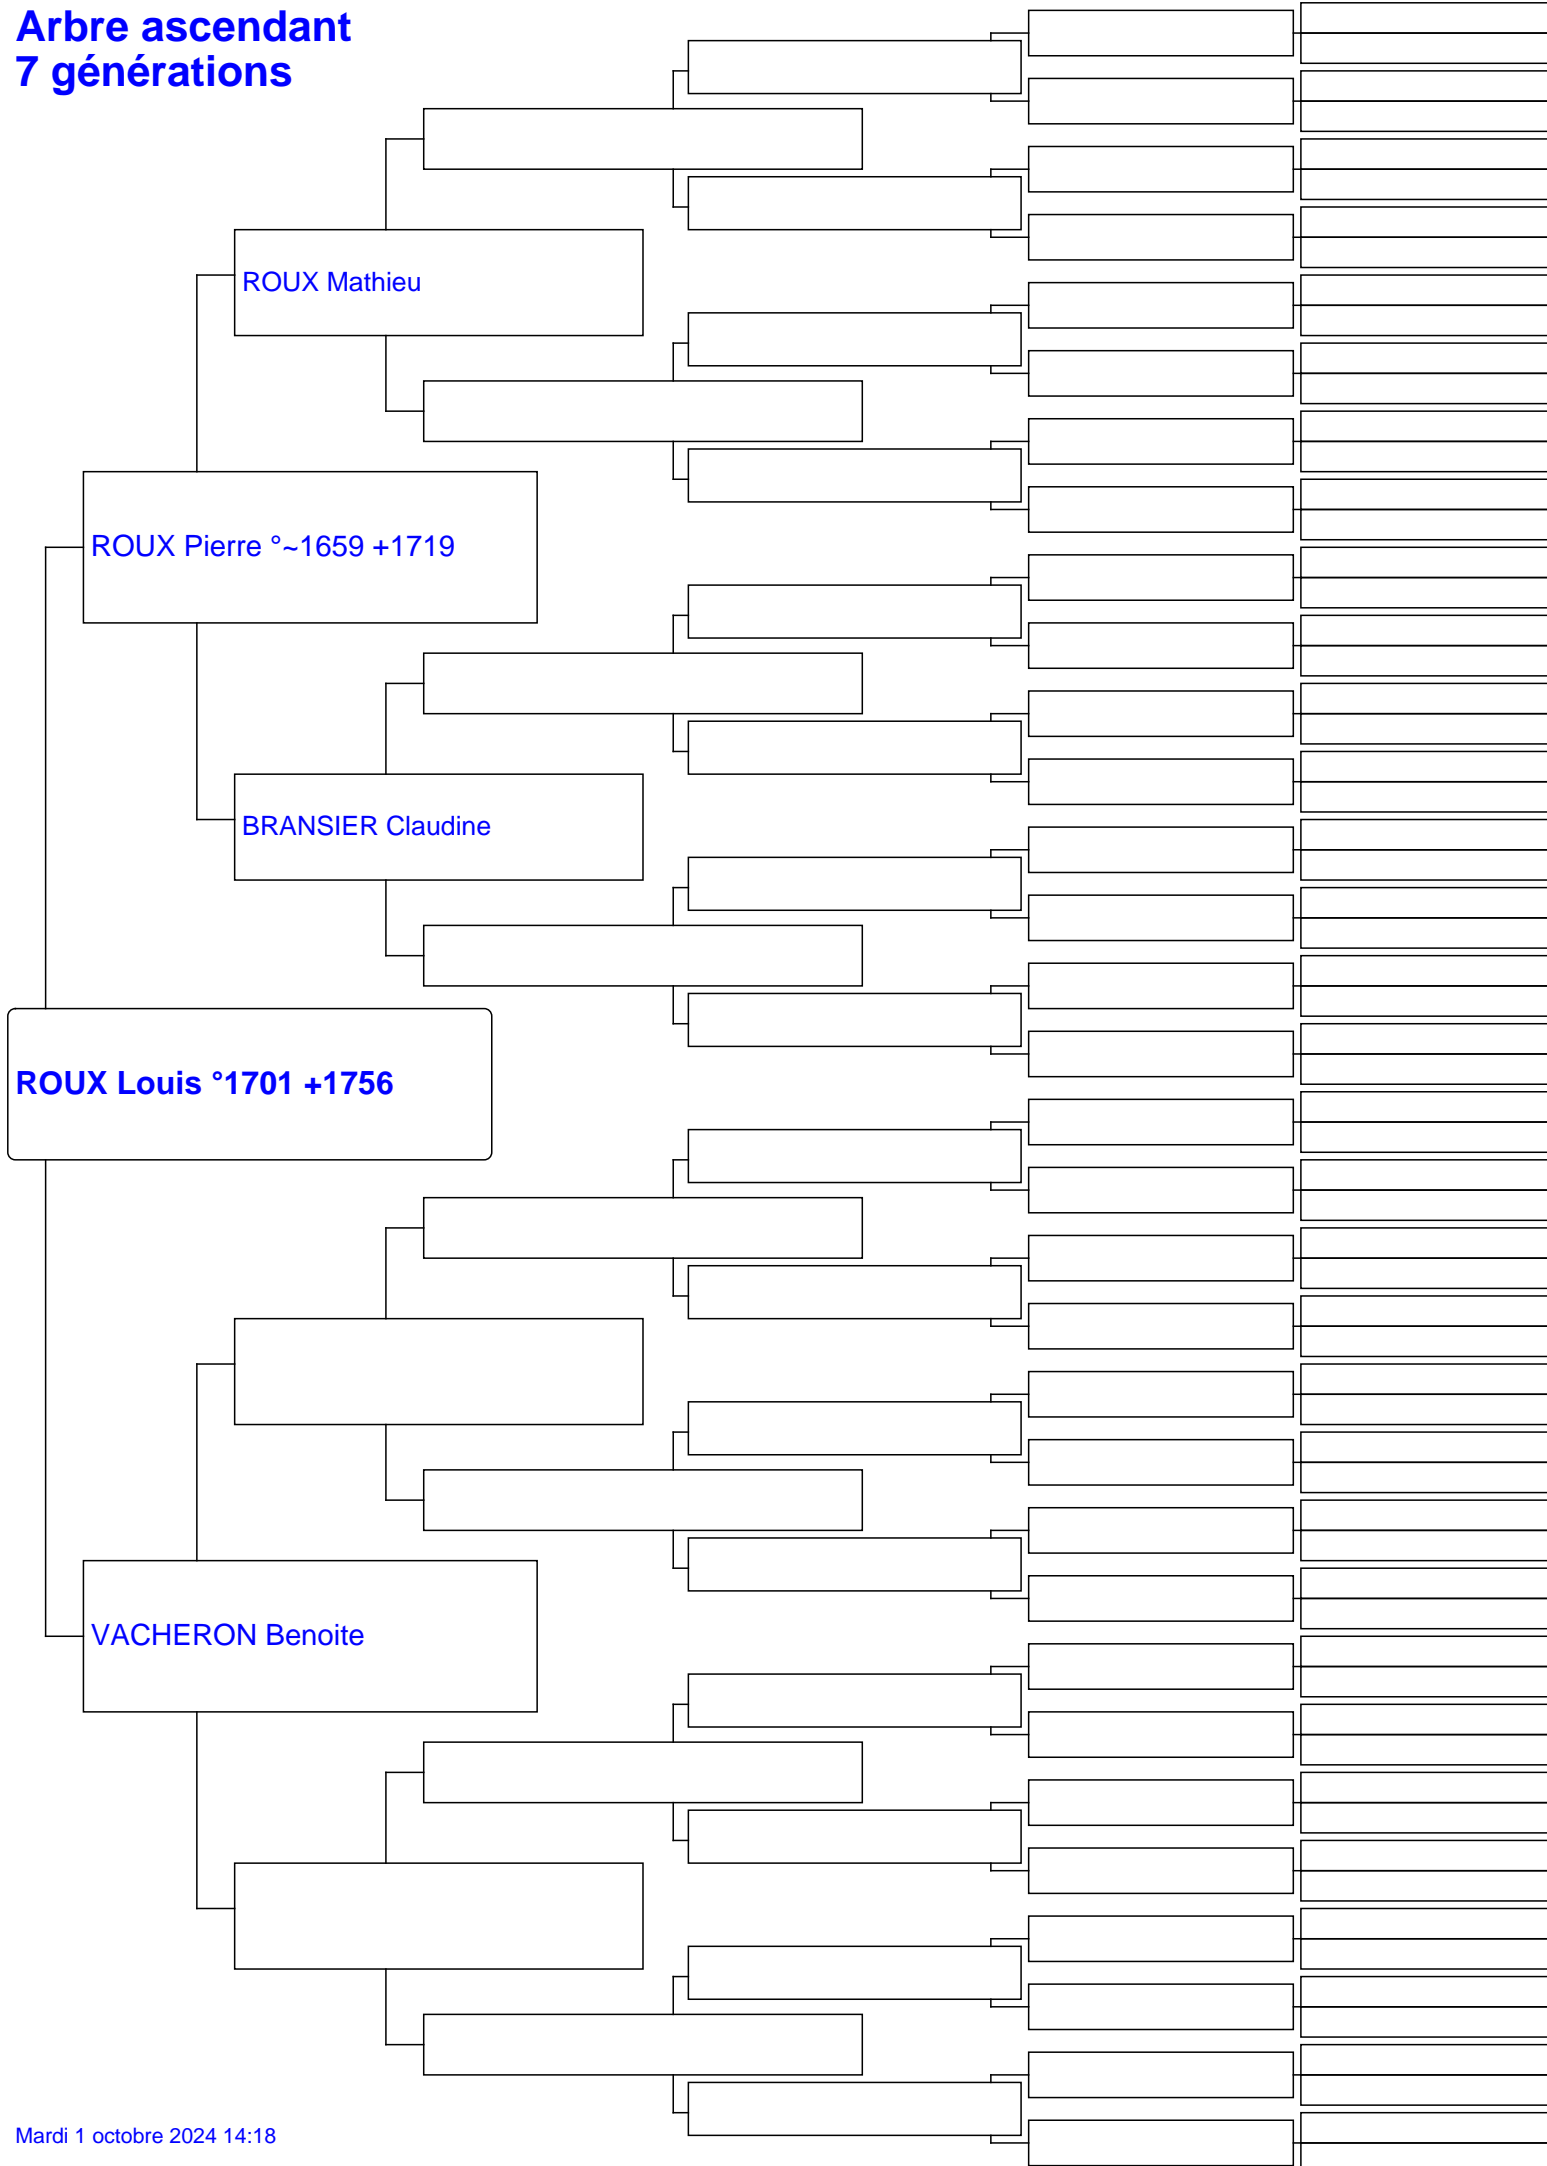 Arbre ascendant
7 générations
ROUX Mathieu
ROUX Pierre °~1659 +1719
BRANSIER Claudine
ROUX Louis °1701 +1756
VACHERON Benoite
Mardi 1 octobre 2024 14:18